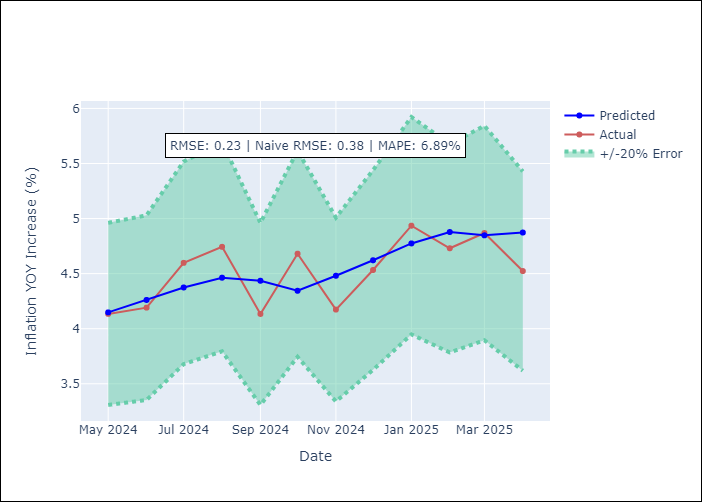 RMSE: 0.23 | Naive RMSE: 0.38 | MAPE: 6.89%
Predicted
Actual
+/-20% Error
Inflation YOY Increase (%)
6
5.5
5
4.5
4
3.5
May 2024
Jul 2024
Sep 2024
Nov 2024
Jan 2025
Mar 2025
Date